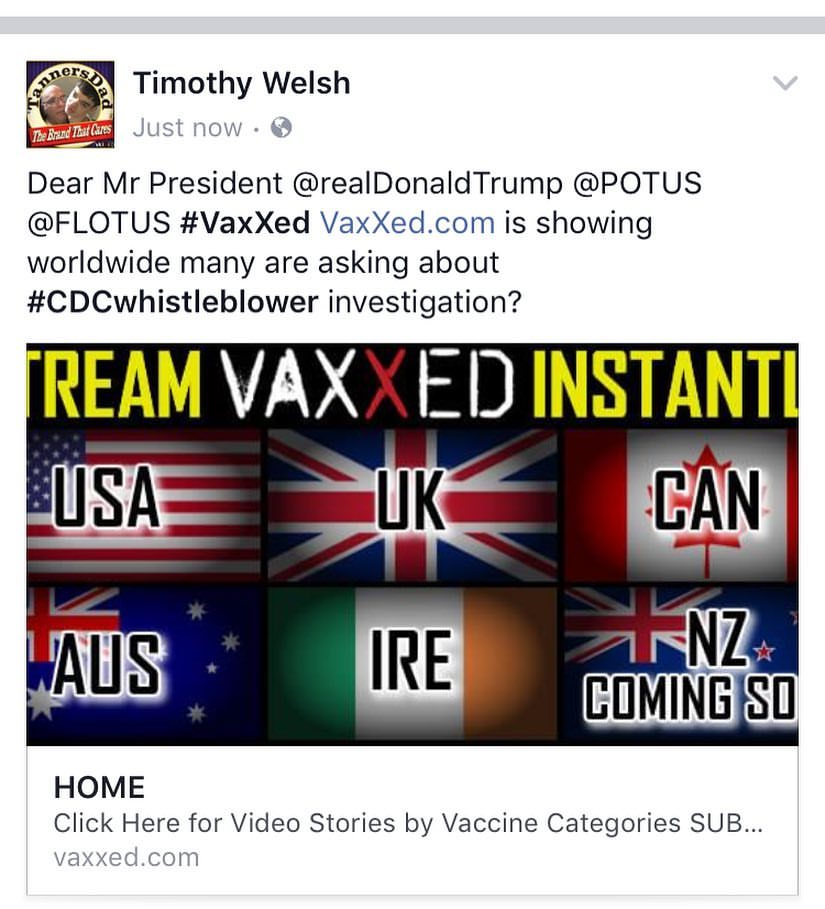 TannersDad
The Brand That Cares
Timothy Welsh
Just now ·
Dear Mr President @realDonaldTrump @POTUS
@FLOTUS #VaxXed VaxXed.com is showing
worldwide many are asking about
#CDCwhistleblower investigation?
TREAM VAXXED INSTANTL
USA UK CAN
AUS IRE NZ
COMING SO
HOME
Click Here for Video Stories by Vaccine Categories SUB...
vaxxed.com